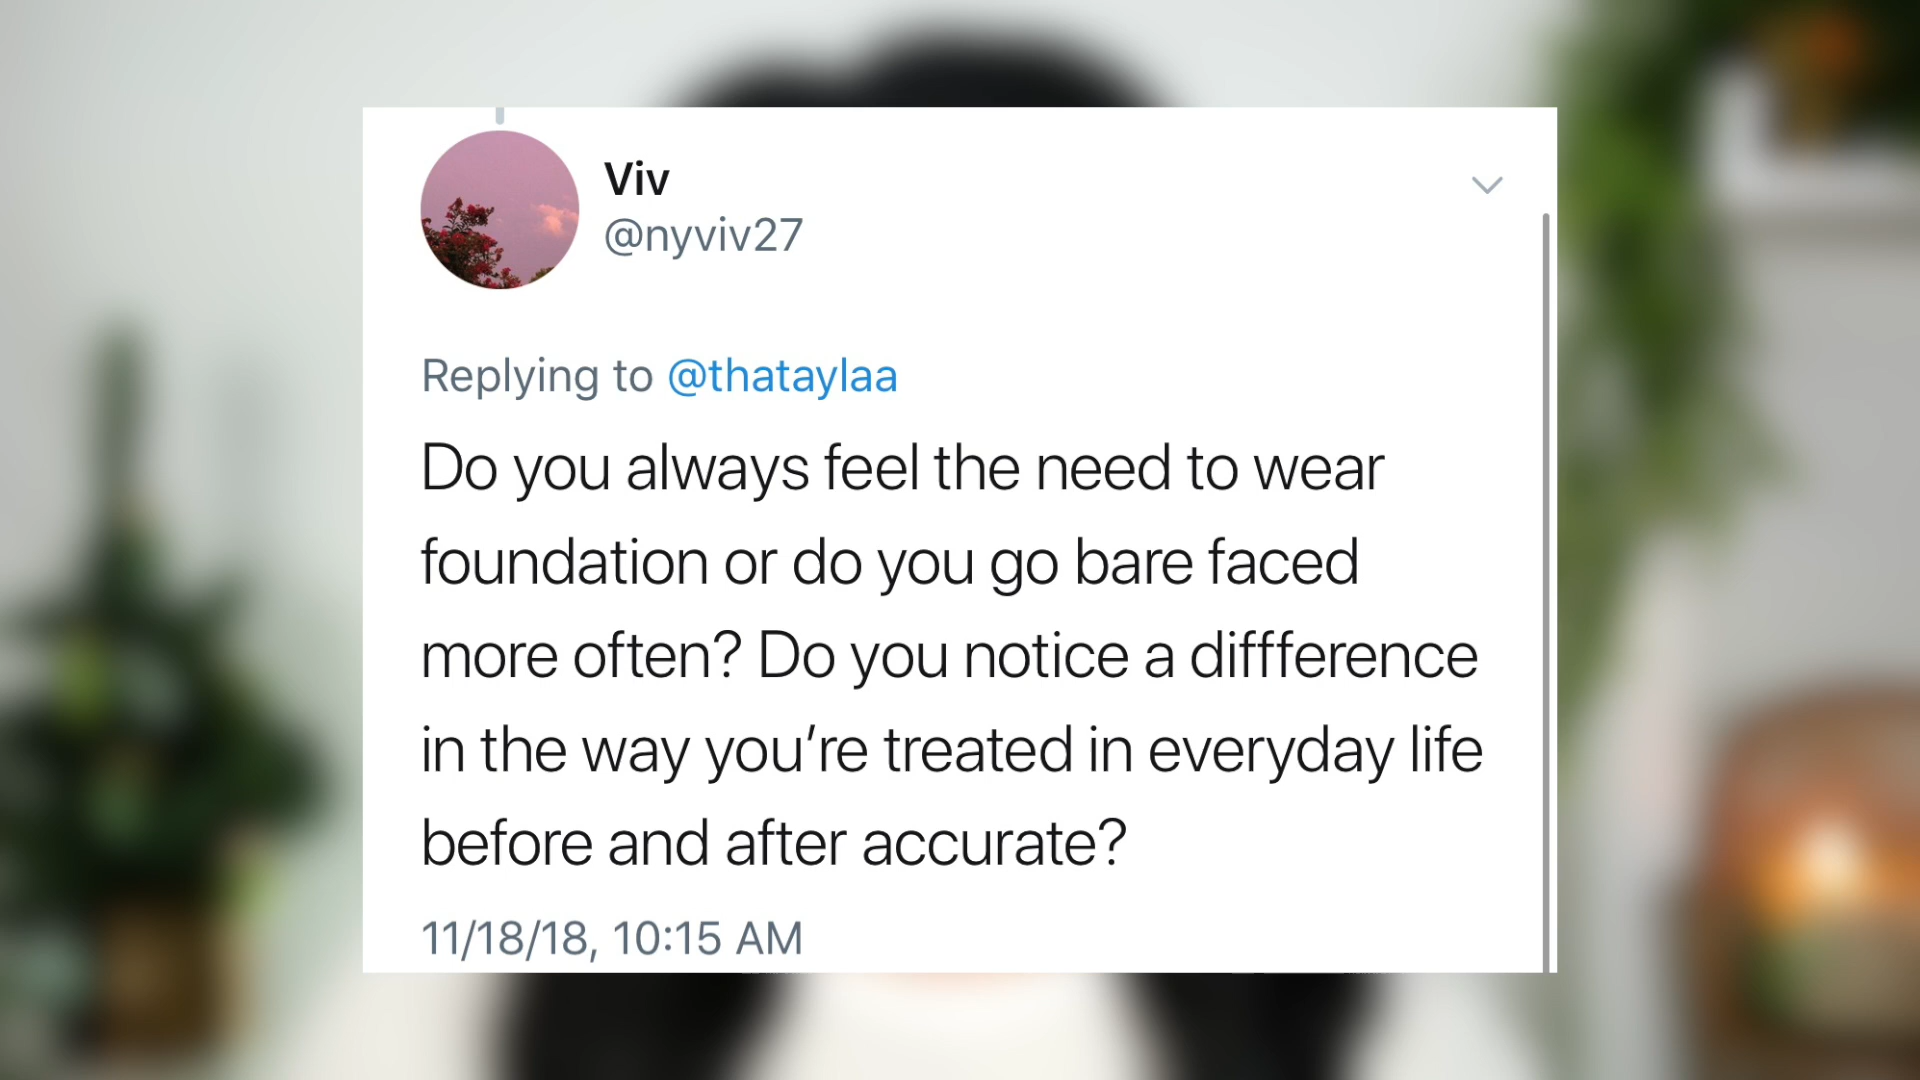 Viv
@nyviv27
Replying to @thataylaa
Do you always feel the need to wear
foundation or do you go bare faced
more often? Do you notice a diffference
in the way you’re treated in everyday life
before and after accurate?
11/18/18, 10:15 AM